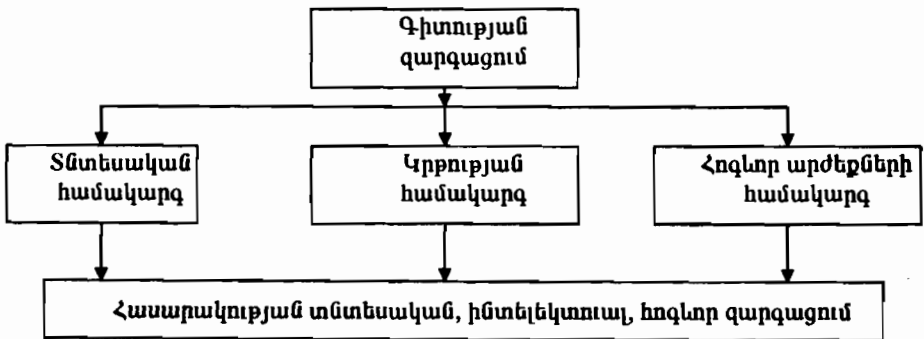 Գիտության
զարգացում
Տնտեսական
համակարգ
Կրթության
համակարգ
Հոգևոր արժեքների
համակարգ
Հասարակության տնտեսական, ինտելեկտուալ, հոգևոր զարգացում